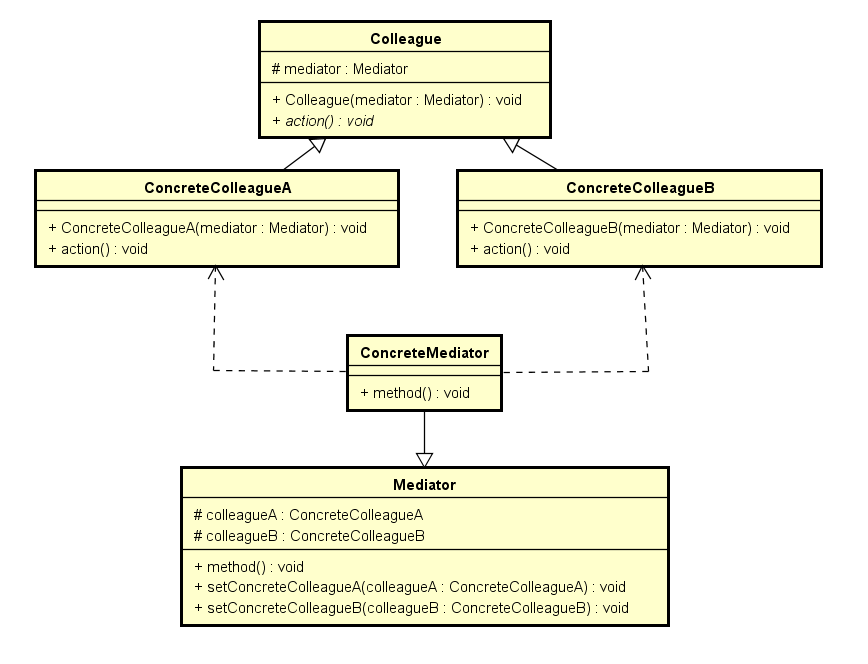 Colleague
# mediator : Mediator
+ Colleague(mediator : Mediator) : void
+ action() : void
ConcreteColleagueA
+ ConcreteColleagueA(mediator : Mediator) : void
+ action() : void
ConcreteColleagueB
+ ConcreteColleagueB(mediator : Mediator) : void
+ action() : void
ConcreteMediator
+ method() : void
Mediator
# colleagueA : ConcreteColleagueA
# colleagueB : ConcreteColleagueB
+ method() : void
+ setConcreteColleagueA(colleagueA : ConcreteColleagueA) : void
+ setConcreteColleagueB(colleagueB : ConcreteColleagueB) : void